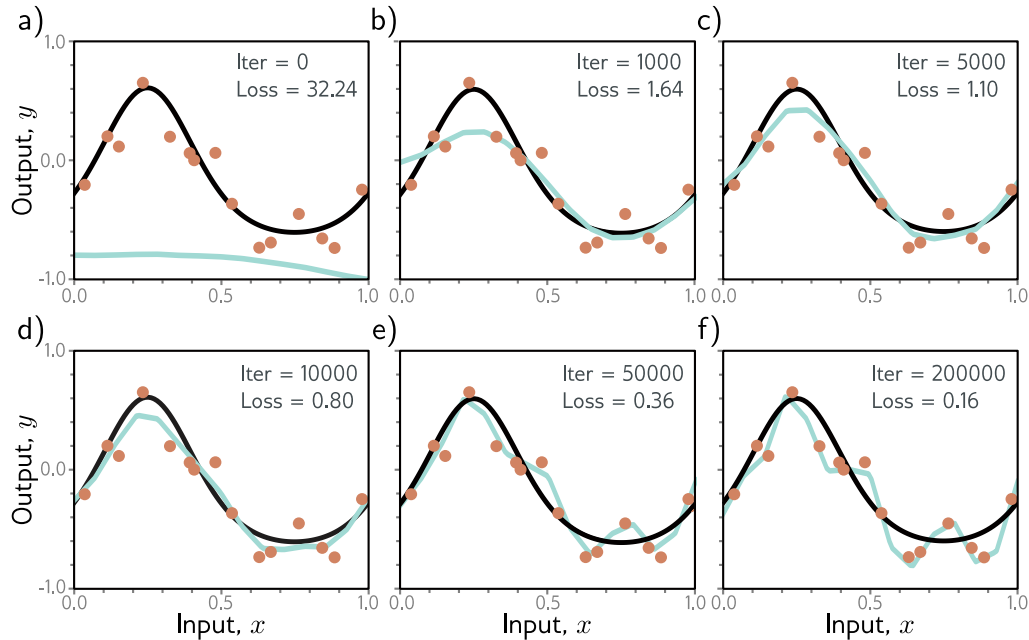 a)
b)
c)
1.0
Iter = 0
Loss = 32.24
Iter = 1000
Loss = 1.64
Iter = 5000
Loss = 1.10
Output, y
0.0
-1.0
0.0
0.5
1.0
0.0
0.5
1.0
0.0
0.5
1.0
d)
e)
f)
1.0
Iter = 10000
Loss = 0.80
Iter = 50000
Loss = 0.36
Iter = 200000
Loss = 0.16
Output, y
0.0
-1.0
0.0
0.5
1.0
0.0
0.5
1.0
0.0
0.5
1.0
Input, x
Input, x
Input, x